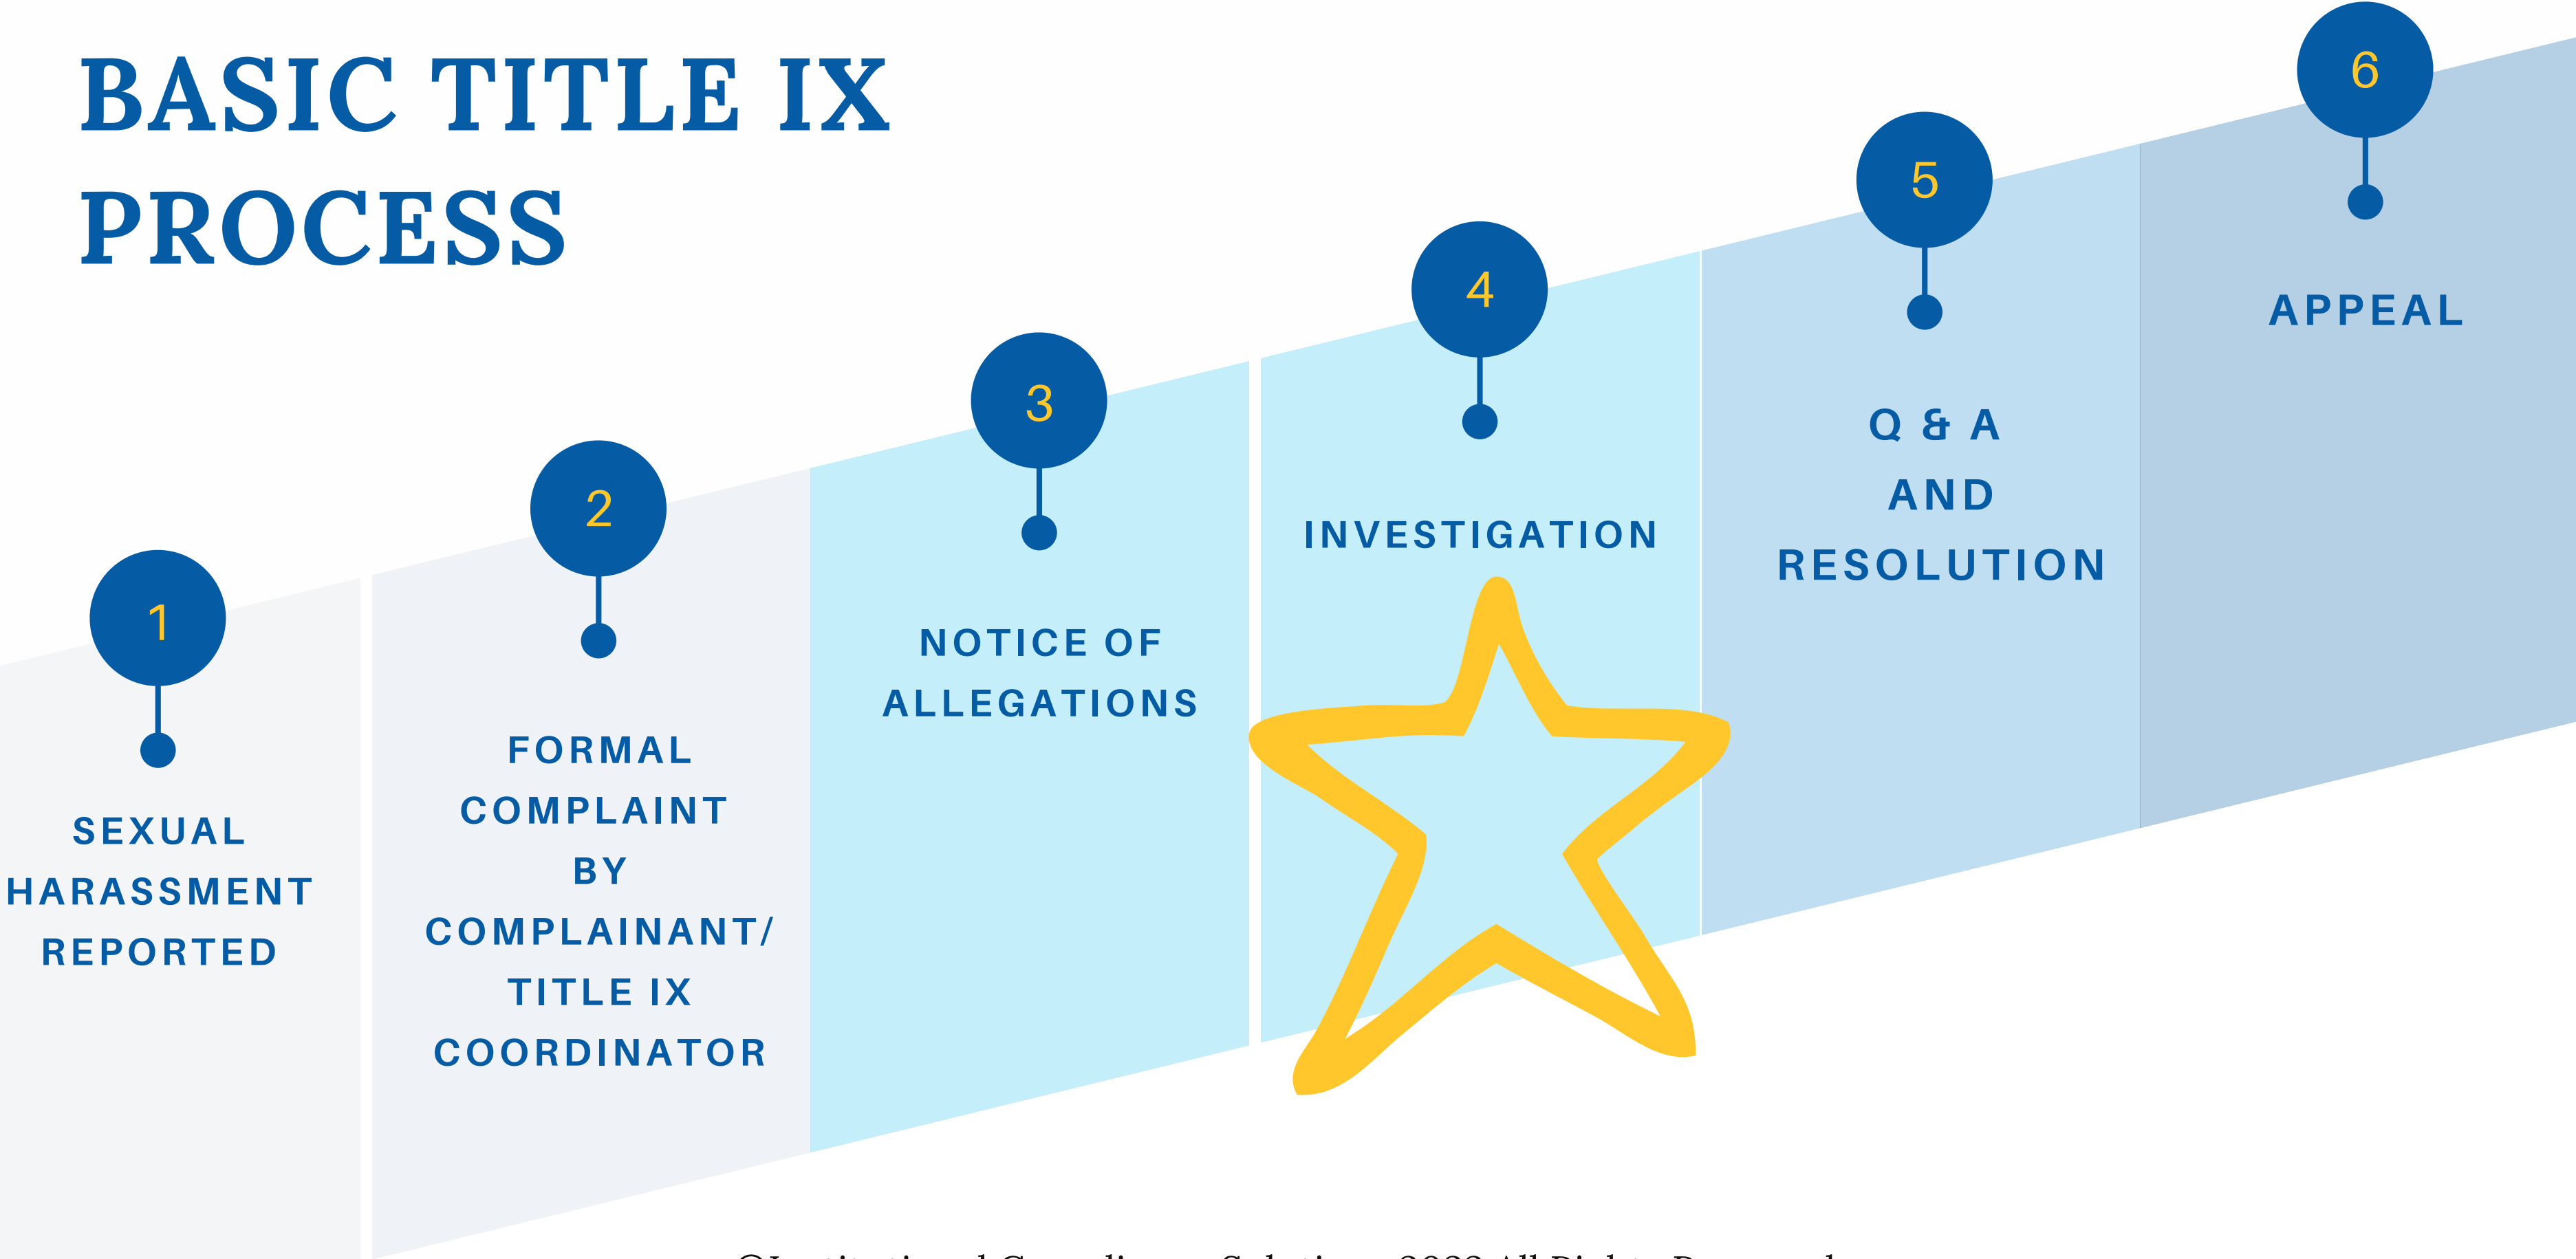 BASIC TITLE IX
PROCESS
1
SEXUAL
HARASSMENT
REPORTED
2
FORMAL
COMPLAINT
BY
COMPLAINANT/
TITLE IX
COORDINATOR
3
NOTICE OF
ALLEGATIONS
4
INVESTIGATION
5
Q & A
AND
RESOLUTION
6
APPEAL